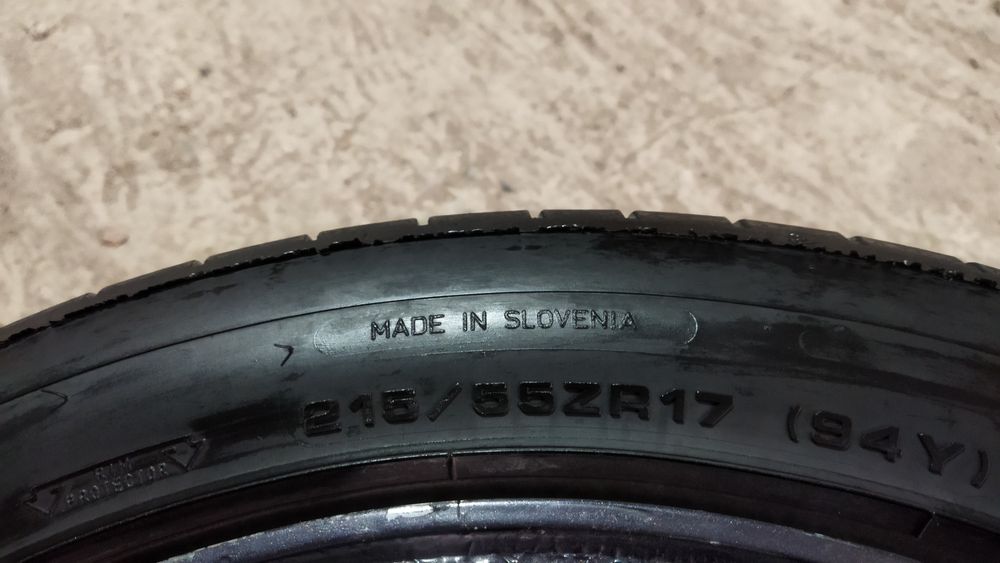 MADE IN SLOVENIA
215/55ZR17 (94Y)
RIM
PROTECTOR